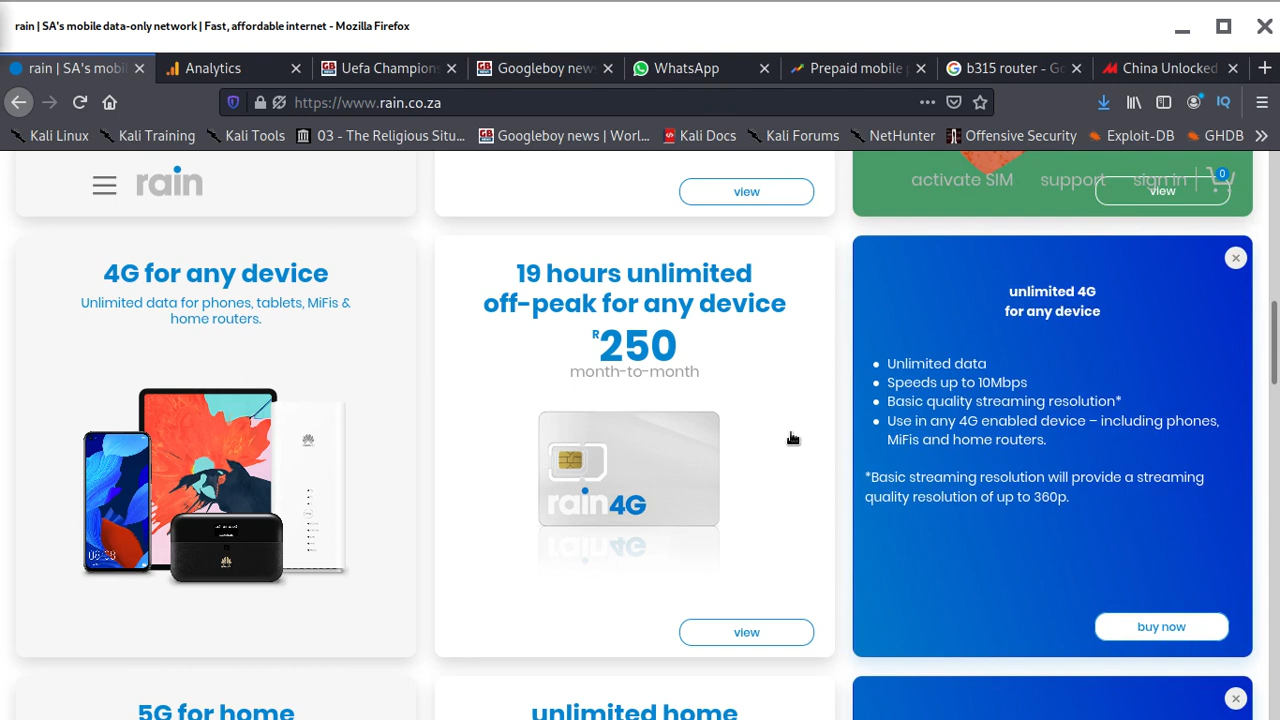 rain | SA's mobile data-only network | Fast, affordable internet - Mozilla Firefox
rain | SA's mobi
Analytics
Uefa Champions
Googleboy new
WhatsApp
Prepaid mobile
b315 router - Go
China Unlocked
https://www.rain.co.za
Kali Linux
Kali Training
Kali Tools
03 - The Religious Situ...
Googleboy news | Worl...
Kali Docs
Kali Forums
NetHunter
Offensive Security
Exploit-DB
GHDB
rain
view
activate SIM
support
sign in
0
view
4G for any device
Unlimited data for phones, tablets, MiFis &
home routers.
19 hours unlimited
off-peak for any device
R250
month-to-month
rain4G
view
unlimited 4G
for any device
• Unlimited data
• Speeds up to 10Mbps
• Basic quality streaming resolution*
• Use in any 4G enabled device – including phones,
MiFis and home routers.
*Basic streaming resolution will provide a streaming
quality resolution of up to 360p.
buy now
5G for home
unlimited home